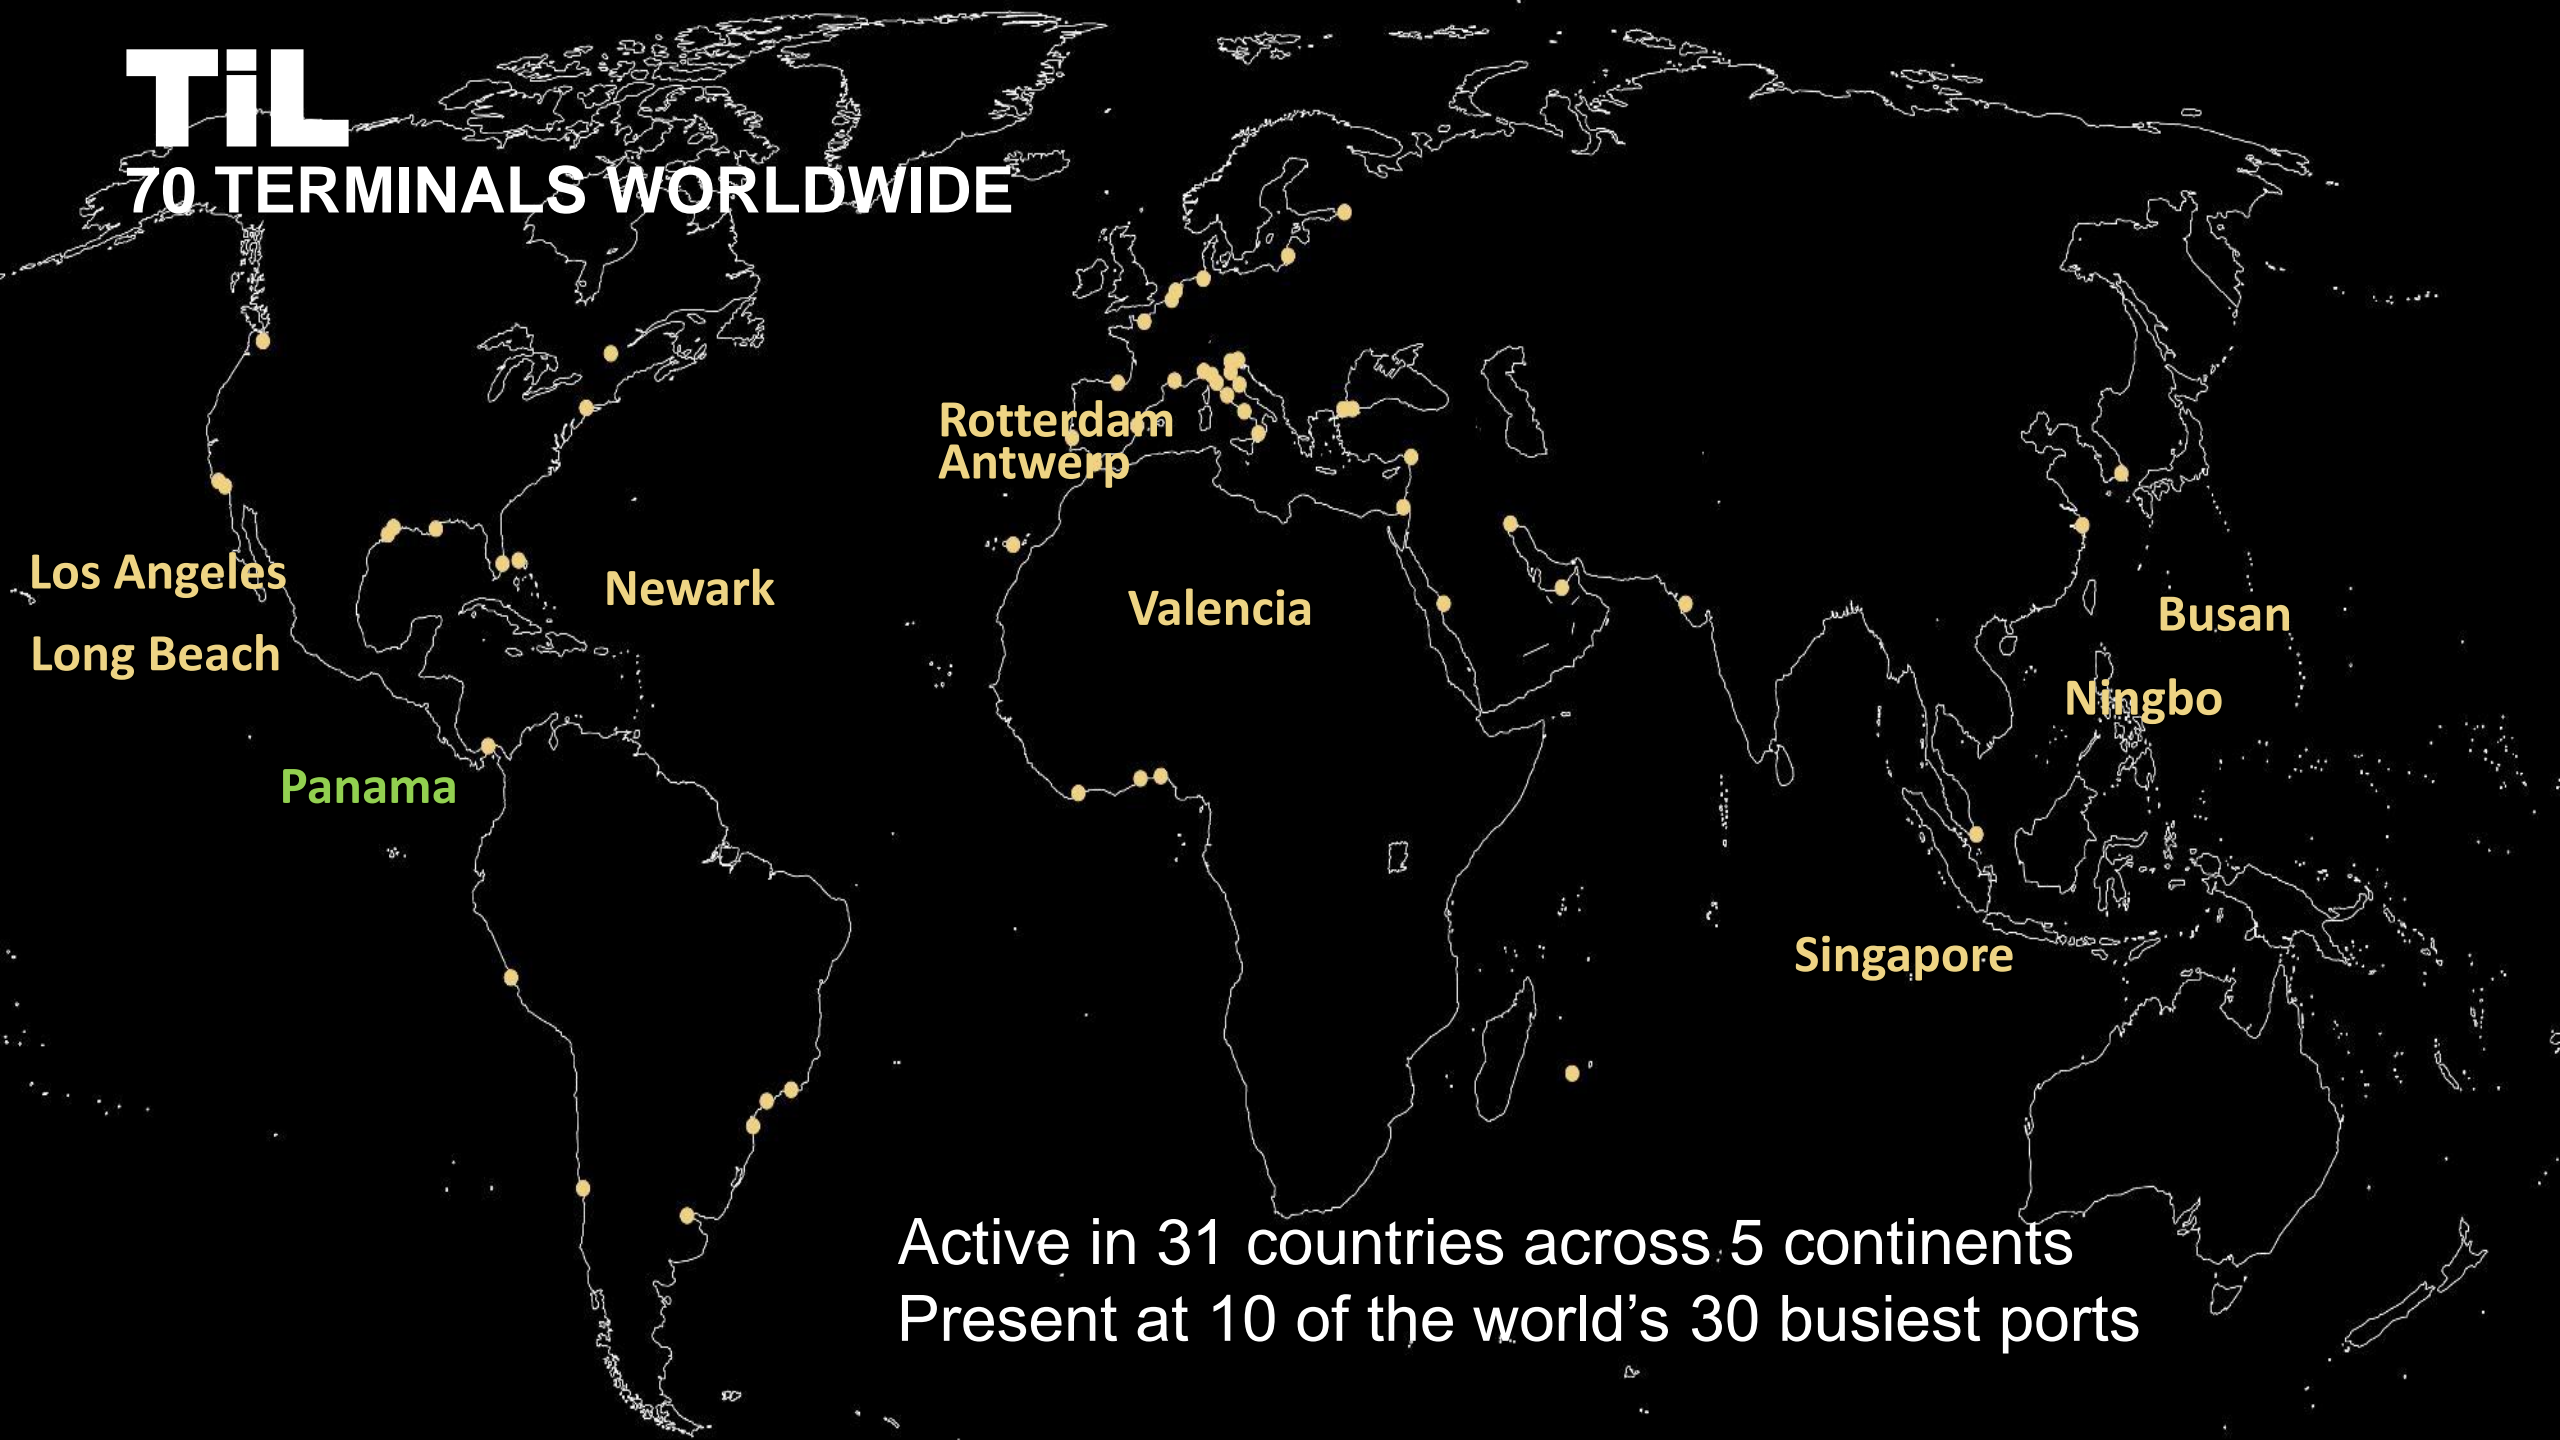 TiL
70 TERMINALS WORLDWIDE
Rotterdam
Antwerp
Los Angeles
Newark
Valencia
Busan
Long Beach
Ningbo
Panama
Singapore
Active in 31 countries across 5 continents
Present at 10 of the world’s 30 busiest ports